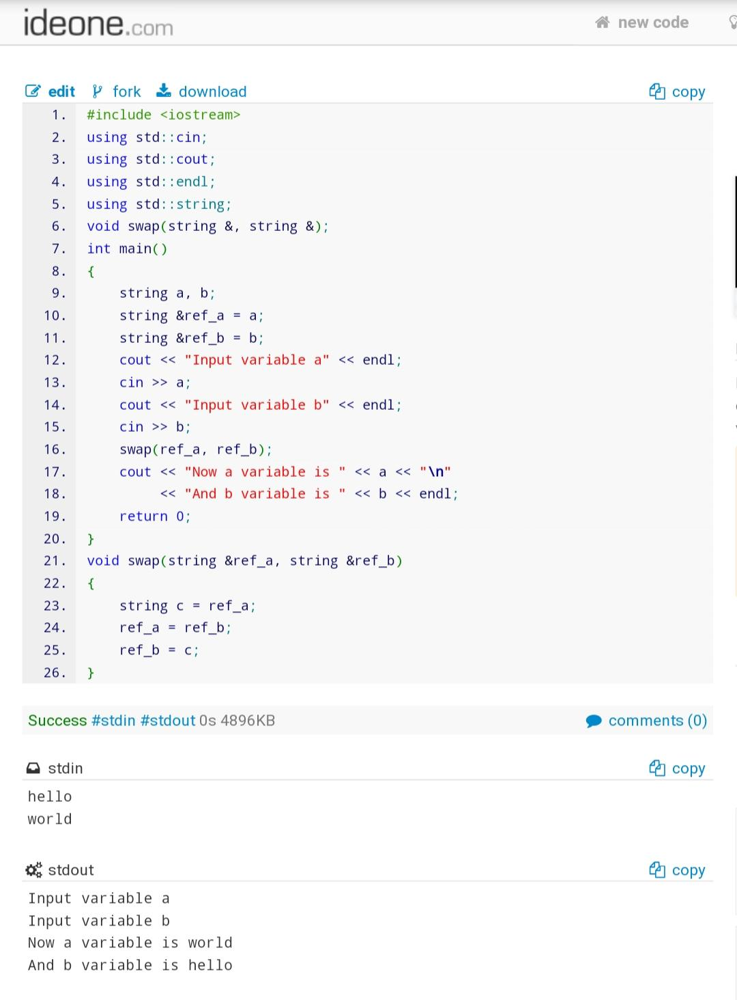 ideone.com new code
edit fork download copy
1. #include <iostream>
2. using std::cin;
3. using std::cout;
4. using std::endl;
5. using std::string;
6. void swap(string &, string &);
7. int main()
8. {
9. string a, b;
10. string &ref_a = a;
11. string &ref_b = b;
12. cout << "Input variable a" << endl;
13. cin >> a;
14. cout << "Input variable b" << endl;
15. cin >> b;
16. swap(ref_a, ref_b);
17. cout << "Now a variable is " << a << "\n"
18. << "And b variable is " << b << endl;
19. return 0;
20. }
21. void swap(string &ref_a, string &ref_b)
22. {
23. string c = ref_a;
24. ref_a = ref_b;
25. ref_b = c;
26. }
Success #stdin #stdout 0s 4896KB comments (0)
stdin copy
hello
world
stdout copy
Input variable a
Input variable b
Now a variable is world
And b variable is hello